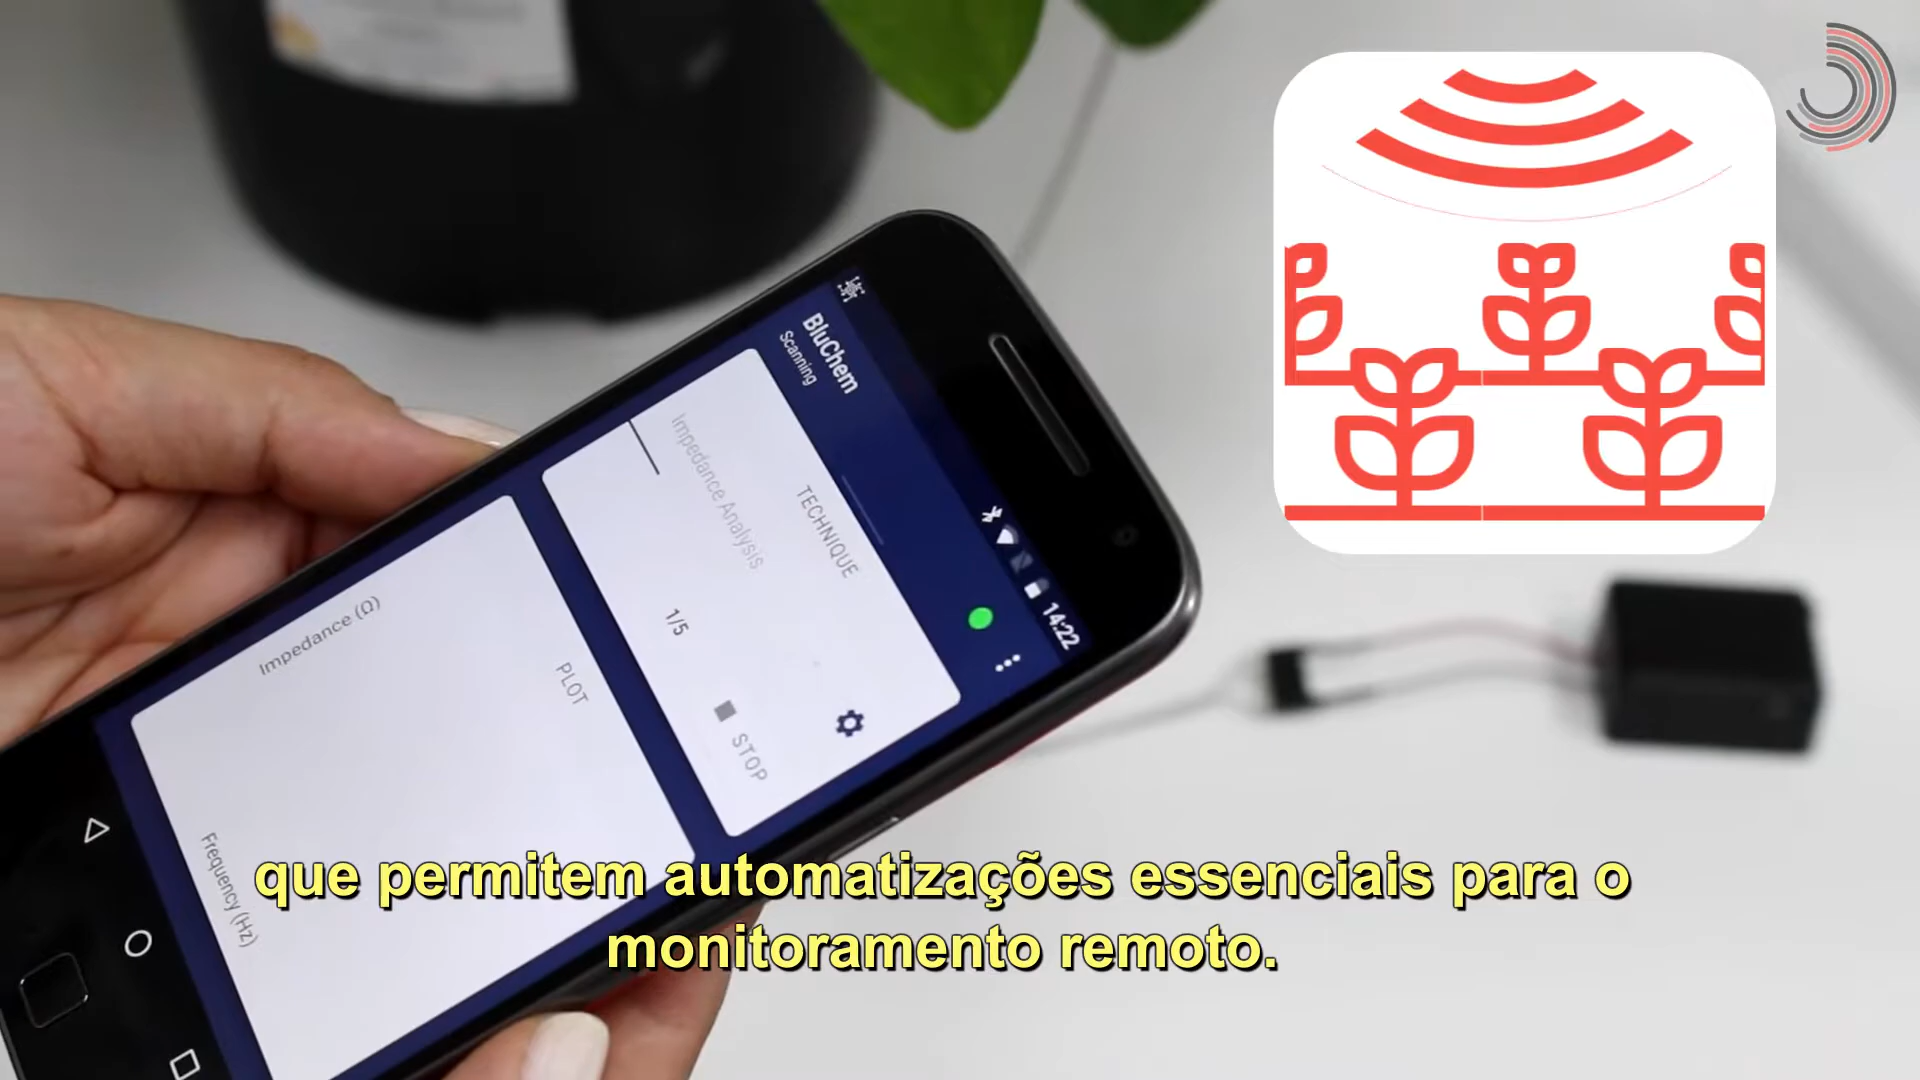 BluChem
Scanning
14:22
TECHNIQUE
Impedance Analysis
1/5
STOP
PLOT
Impedance (Ω)
Frequency (Hz)
que permitem automatizações essenciais para o
monitoramento remoto.